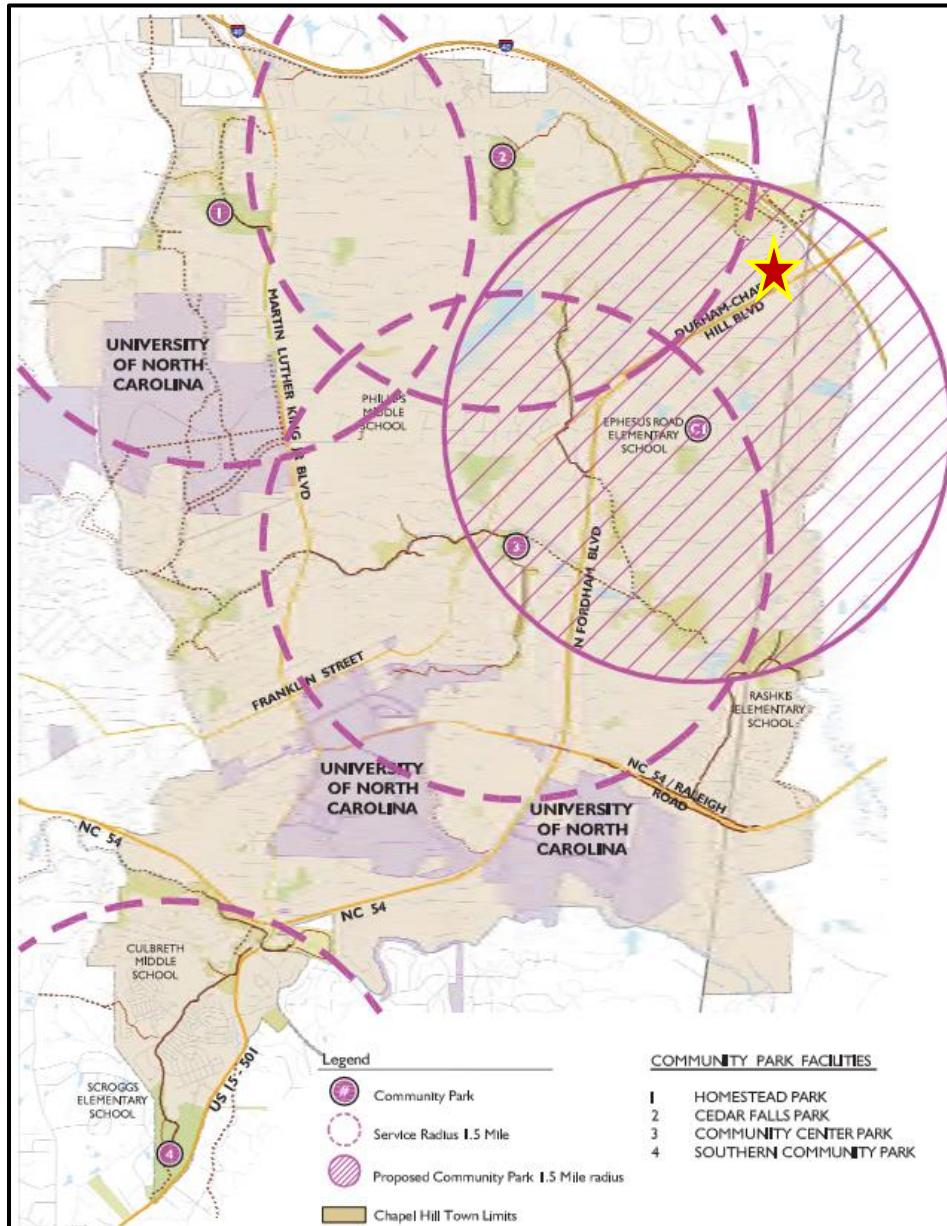 40
40
2
1
DURHAM-CHAP
HILL BLVD
MARTIN LUTHER KING JR BLVD
UNIVERSITY
OF NORTH
CAROLINA
PHILLIPS
MIDDLE
SCHOOL
EPHESUS ROAD
ELEMENTARY
SCHOOL
3
N FORDHAM BLVD
FRANKLIN STREET
RASHKIS
ELEMENTARY
SCHOOL
UNIVERSITY
OF NORTH
CAROLINA
NC 54 / RALEIGH
ROAD
UNIVERSITY
OF NORTH
CAROLINA
NC 54
NC 54
CULBRETH
MIDDLE
SCHOOL
US 15 - 501
SCROGGS
ELEMENTARY
SCHOOL
4
Legend
# Community Park
Service Radius 1.5 Mile
Proposed Community Park 1.5 Mile radius
Chapel Hill Town Limits
COMMUNITY PARK FACILITIES
1 HOMESTEAD PARK
2 CEDAR FALLS PARK
3 COMMUNITY CENTER PARK
4 SOUTHERN COMMUNITY PARK